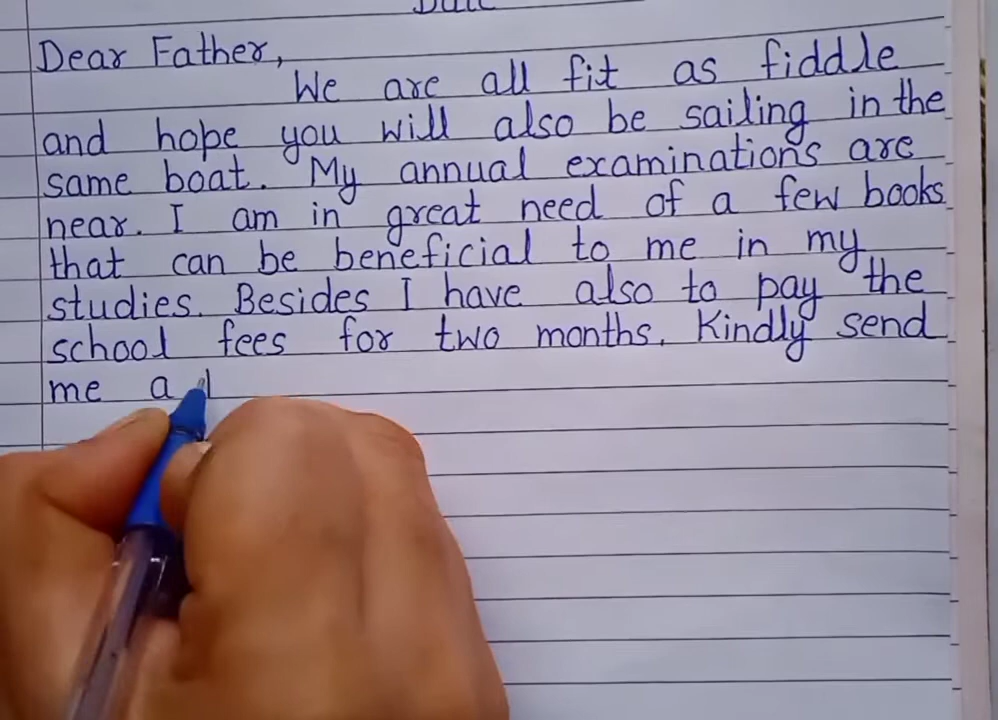 Date
Dear Father,
We are all fit as fiddle
and hope you will also be sailing in the
same boat. My annual examinations are
near. I am in great need of a few books
that can be beneficial to me in my
studies. Besides I have also to pay the
school fees for two months. Kindly send
me a